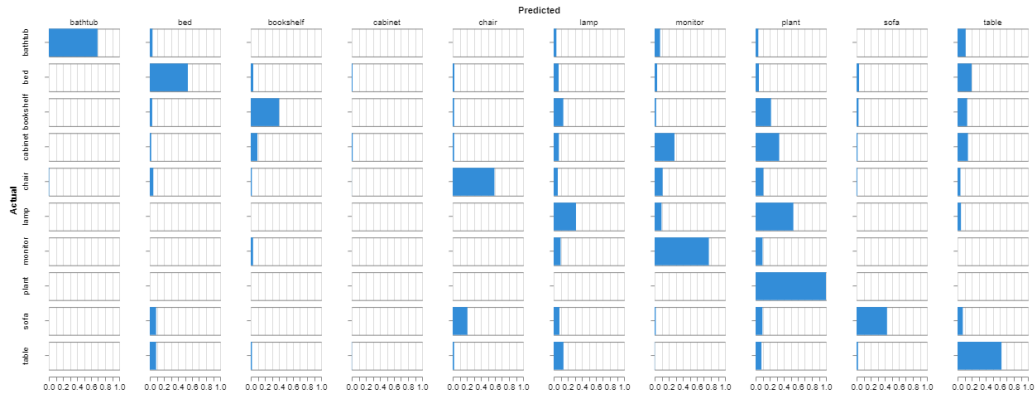 Predicted
bathtub bed bookshelf cabinet chair lamp monitor plant sofa table
Actual
bathtub
bed
bookshelf
cabinet
chair
lamp
monitor
plant
sofa
table
0.0 0.2 0.4 0.6 0.8 1.0 0.0 0.2 0.4 0.6 0.8 1.0 0.0 0.2 0.4 0.6 0.8 1.0 0.0 0.2 0.4 0.6 0.8 1.0 0.0 0.2 0.4 0.6 0.8 1.0 0.0 0.2 0.4 0.6 0.8 1.0 0.0 0.2 0.4 0.6 0.8 1.0 0.0 0.2 0.4 0.6 0.8 1.0 0.0 0.2 0.4 0.6 0.8 1.0 0.0 0.2 0.4 0.6 0.8 1.0